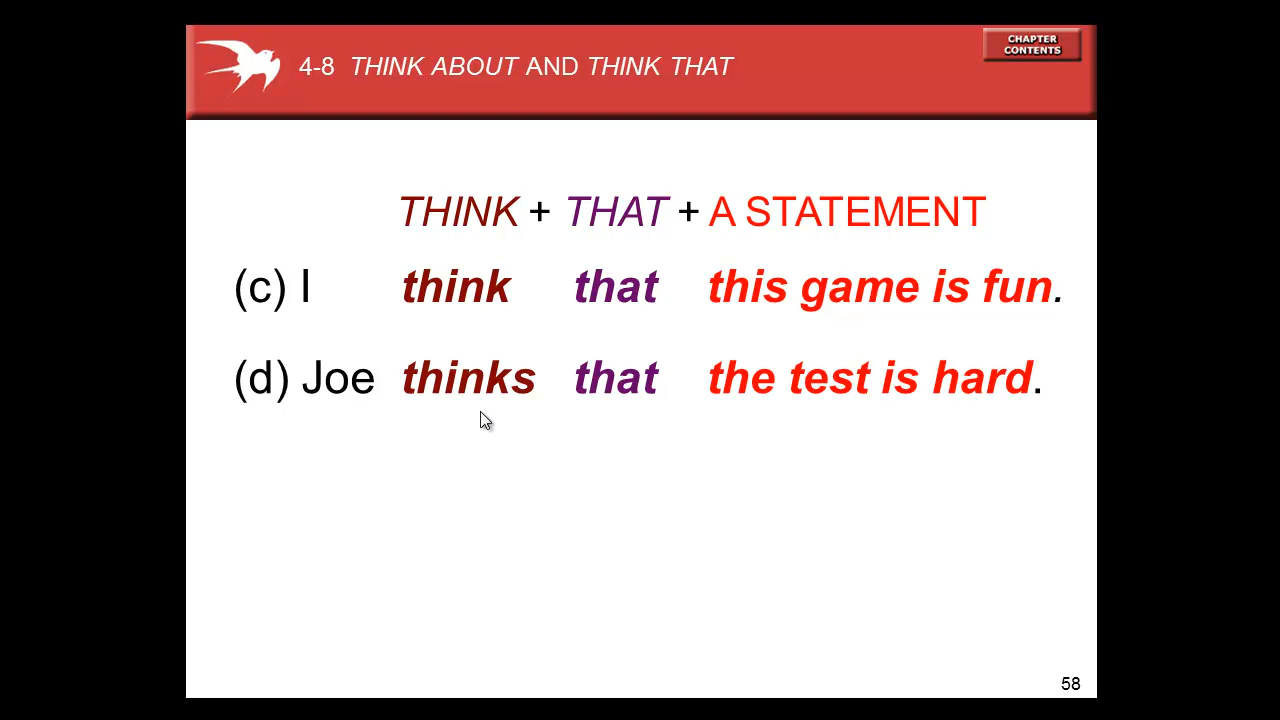 CHAPTER
CONTENTS
4-8 THINK ABOUT AND THINK THAT
THINK + THAT + A STATEMENT
(c) I think that this game is fun.
(d) Joe thinks that the test is hard.
58